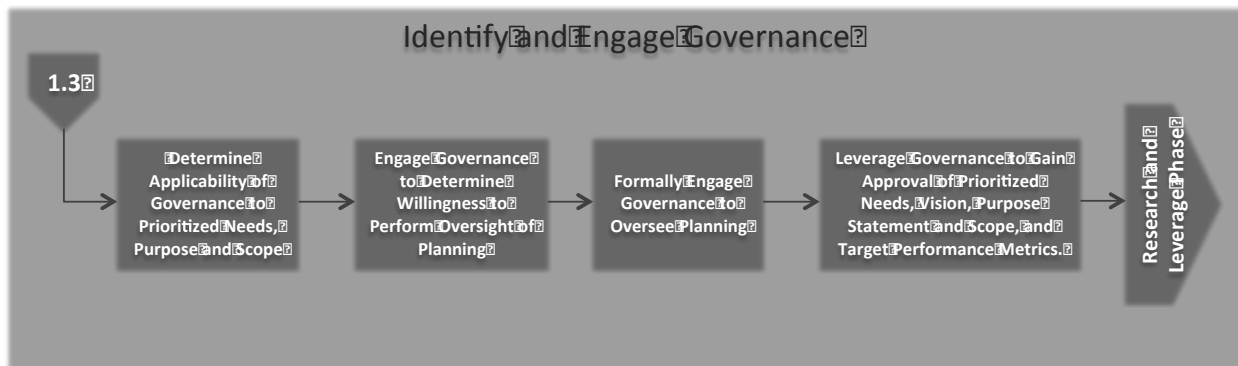 Identify and Engage Governance
1.3
Determine
Applicability of
Governance to
Prioritized Needs,
Purpose and Scope
Engage Governance
to Determine
Willingness to
Perform Oversight of
Planning
Formally Engage
Governance to
Oversee Planning
Leverage Governance to Gain
Approval of Prioritized
Needs, Vision, Purpose
Statement and Scope, and
Target Performance Metrics.
Research and
Leverage Phase